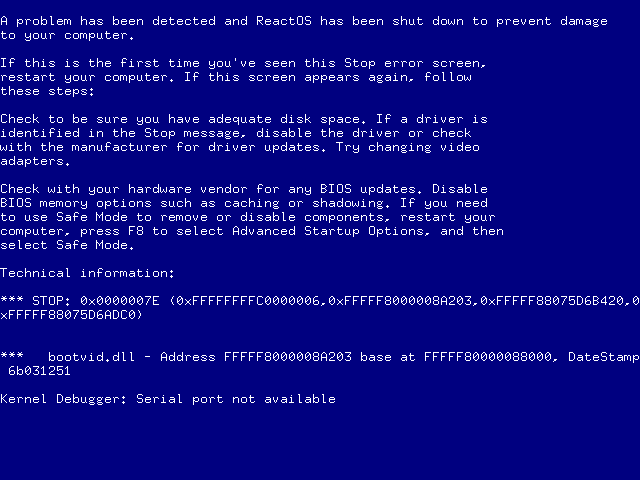 A problem has been detected and ReactOS has been shut down to prevent damage
to your computer.
If this is the first time you've seen this Stop error screen,
restart your computer. If this screen appears again, follow
these steps:
Check to be sure you have adequate disk space. If a driver is
identified in the Stop message, disable the driver or check
with the manufacturer for driver updates. Try changing video
adapters.
Check with your hardware vendor for any BIOS updates. Disable
BIOS memory options such as caching or shadowing. If you need
to use Safe Mode to remove or disable components, restart your
computer, press F8 to select Advanced Startup Options, and then
select Safe Mode.
Technical information:
*** STOP: 0x0000007E (0xFFFFFFFFC0000006,0xFFFFF8000008A203,0xFFFFF88075D6B420,0
xFFFFF88075D6ADC0)
***   bootvid.dll - Address FFFFF8000008A203 base at FFFFF80000088000, DateStamp
 6b031251
Kernel Debugger: Serial port not available